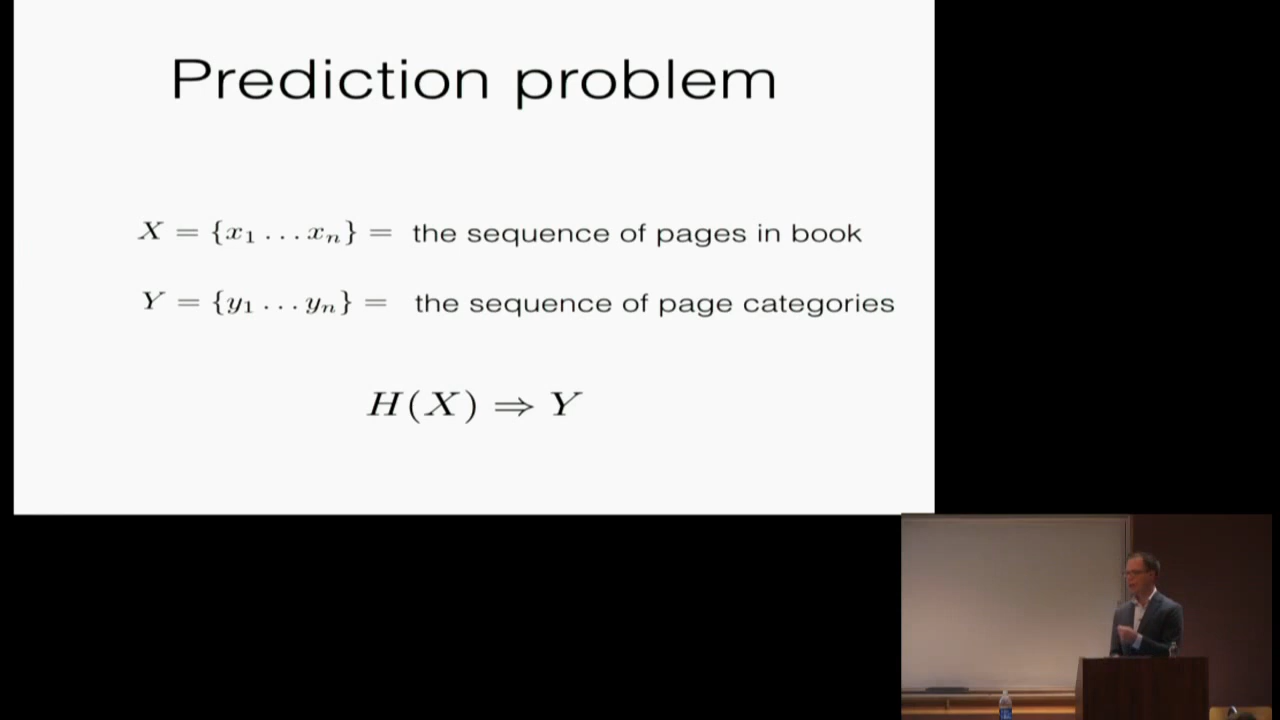 Prediction problem
X = {x₁ ... xₙ} = the sequence of pages in book
Y = {y₁ ... yₙ} = the sequence of page categories
H(X) ⇒ Y